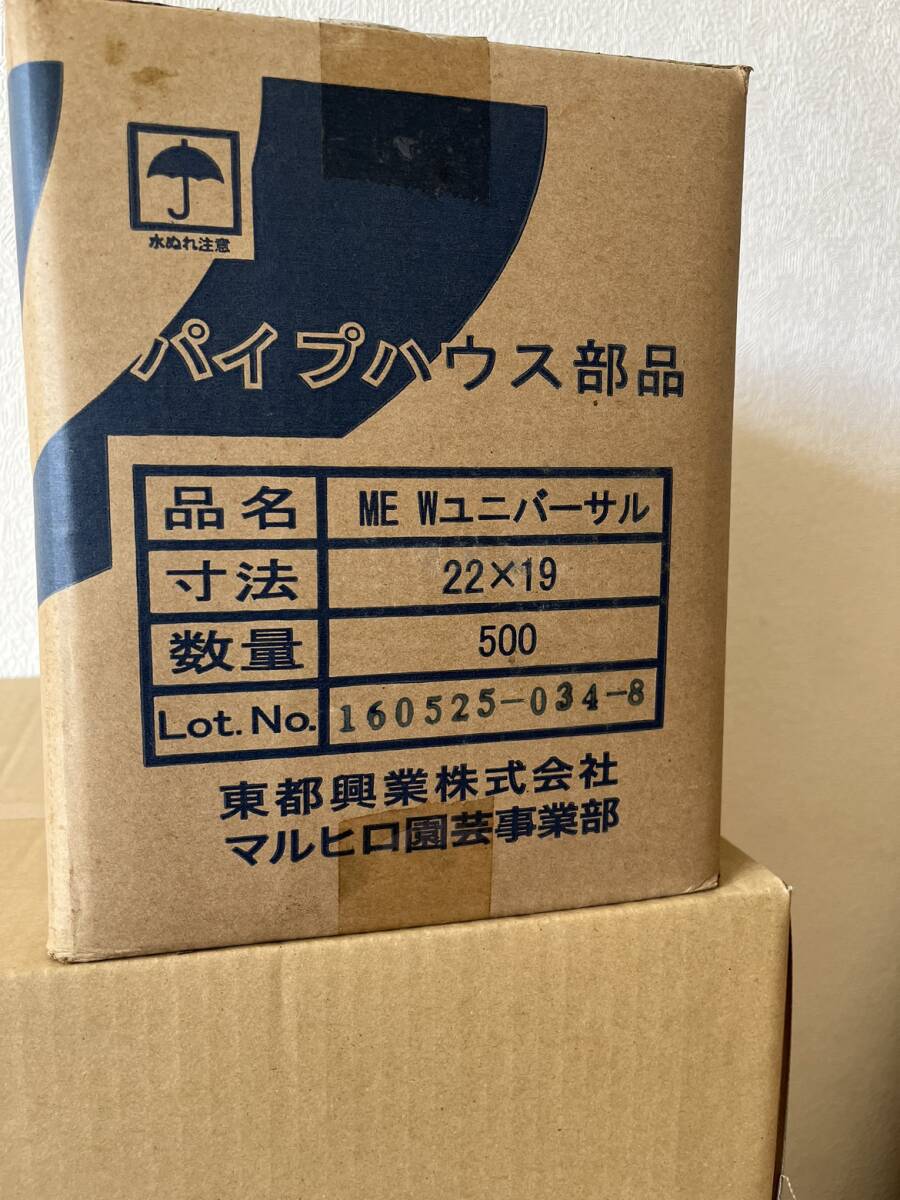 水ぬれ注意
パイプハウス部品
品名 ME Wユニバーサル
寸法 22×19
数量 500
Lot.No. 160525-034-8
東都興業株式会社
マルヒロ園芸事業部